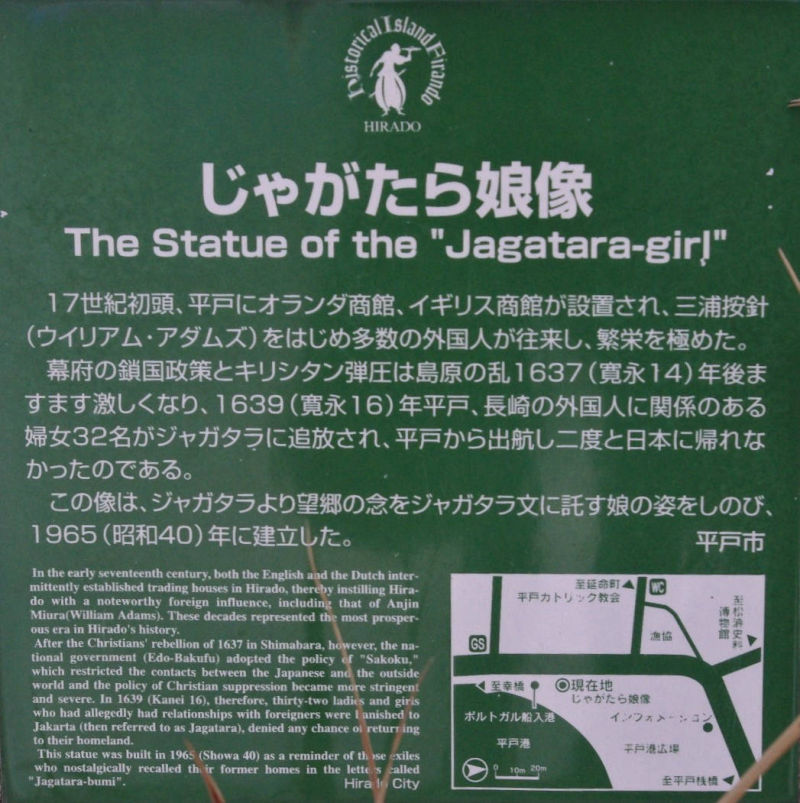 Historical Island Firando
HIRADO
じゃがたら娘像
The Statue of the "Jagatara-girl"
17世紀初頭、平戸にオランダ商館、イギリス商館が設置され、三浦按針
（ウイリアム・アダムズ）をはじめ多数の外国人が往来し、繁栄を極めた。
幕府の鎖国政策とキリシタン弾圧は島原の乱1637（寛永14）年後ま
すます激しくなり、1639（寛永16）年平戸、長崎の外国人に関係のある
婦女32名がジャガタラに追放され、平戸から出航し二度と日本に帰れな
かったのである。
この像は、ジャガタラより望郷の念をジャガタラ文に託す娘の姿をしのび、
1965（昭和40）年に建立した。
平戸市
In the early seventeenth century, both the English and the Dutch inter-
mittently established trading houses in Hirado, thereby instilling Hira-
do with a noteworthy foreign influence, including that of Anjin
Miura(William Adams). These decades represented the most prosper-
ous era in Hirado's history.
After the Christians' rebellion of 1637 in Shimabara, however, the na-
tional government (Edo-Bakufu) adopted the policy of "Sakoku,"
which restricted the contacts between the Japanese and the outside
world and the policy of Christian suppression became more stringent
and severe. In 1639 (Kanei 16), therefore, thirty-two ladies and girls
who had allegedly had relationships with foreigners were banished to
Jakarta (then referred to as Jagatara), denied any chance of returning
to their homeland.
This statue was built in 1965 (Showa 40) as a reminder of those exiles
who nostalgically recalled their former homes in the letters called
"Jagatara-bumi".
Hirado City
至延命町
WC
平戸カトリック教会
至松浦史料
博物館
漁協
GS
至幸橋
現在地
じゃがたら娘像
ポルトガル船入港
インフォメーション
平戸港
平戸港広場
0 10m 20m
至平戸桟橋